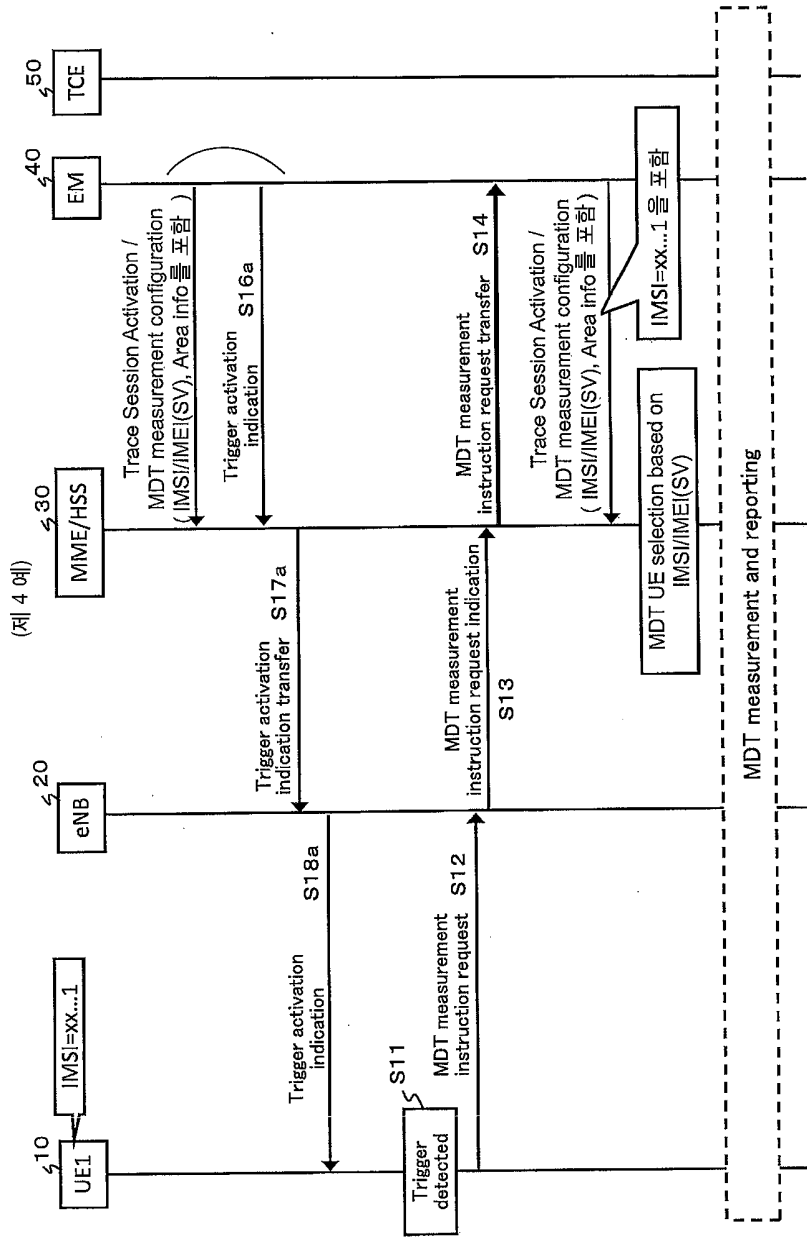 (제 4 예)
10
UE1
IMSI=xx...1
20
eNB
30
MME/HSS
40
EM
50
TCE
Trace Session Activation /
MDT measurement configuration
( IMSI/IMEI(SV), Area info를 포함 )
Trigger activation
indication
S16a
Trigger activation
indication transfer
S17a
Trigger activation
indication
S18a
Trigger
detected
S11
MDT measurement
instruction request
S12
MDT measurement
instruction request indication
S13
MDT measurement
instruction request transfer
S14
Trace Session Activation /
MDT measurement configuration
( IMSI/IMEI(SV), Area info를 포함 )
IMSI=xx...1 을 포함
MDT UE selection based on
IMSI/IMEI(SV)
MDT measurement and reporting